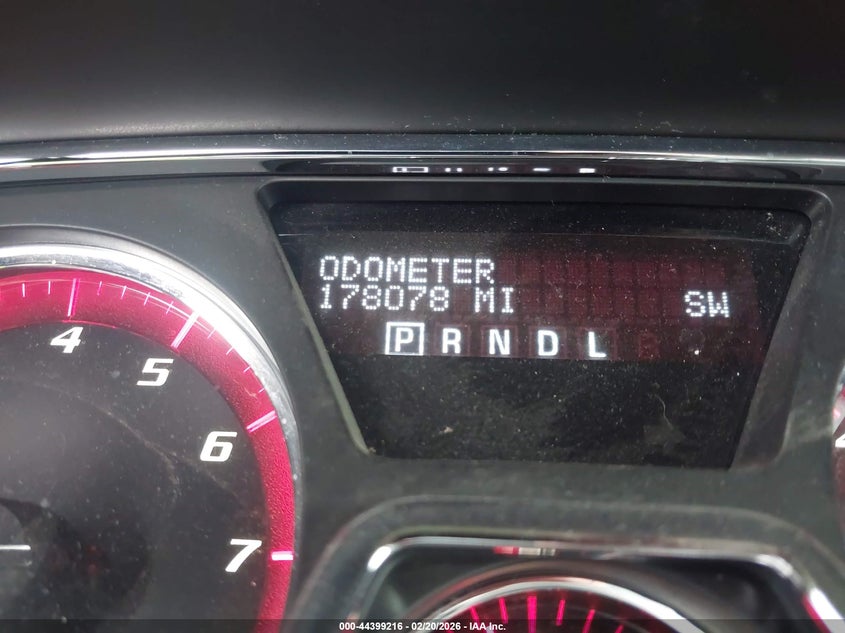 ODOMETER
178078 MI SW
P R N D L
4
5
6
7
000-44399216 - 02/20/2026 - IAA Inc.